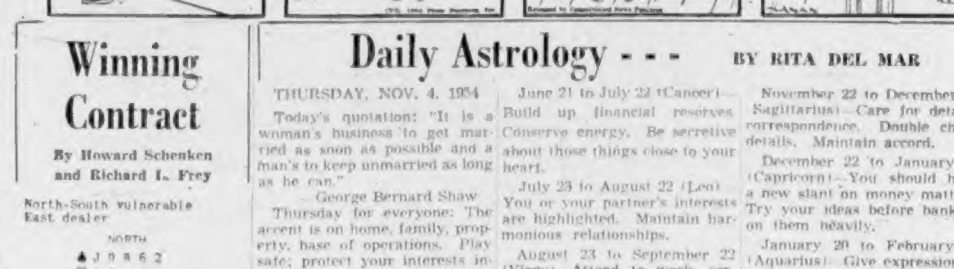 Winning
Contract
By Howard Schenken
and Richard L. Frey
North-South vulnerable
East dealer
NORTH
♠ J 9 8 6 2
Daily Astrology - - -
BY RITA DEL MAR
THURSDAY, NOV. 4, 1954
Today's quotation: "It is a
woman's business to get mar-
ried as soon as possible and a
man's to keep unmarried as long
as he can."
George Bernard Shaw
Thursday for everyone: The
accent is on home, family, prop-
erty, base of operations. Play
safe; protect your interests in-
June 21 to July 22 (Cancer)
Build up financial reserves
Conserve energy. Be secretive
about those things close to your
heart.
July 23 to August 22 (Leo)
You or your partner's interests
are highlighted. Maintain har-
monious relationships.
August 23 to September 22
November 22 to December
Sagittarius) Care for deta
correspondence. Double ch
details. Maintain accord.
December 22 to January
(Capricorn) You should h
a new slant on money matt
Try your ideas before bank
on them heavily.
January 20 to February
(Aquarius) Give expression